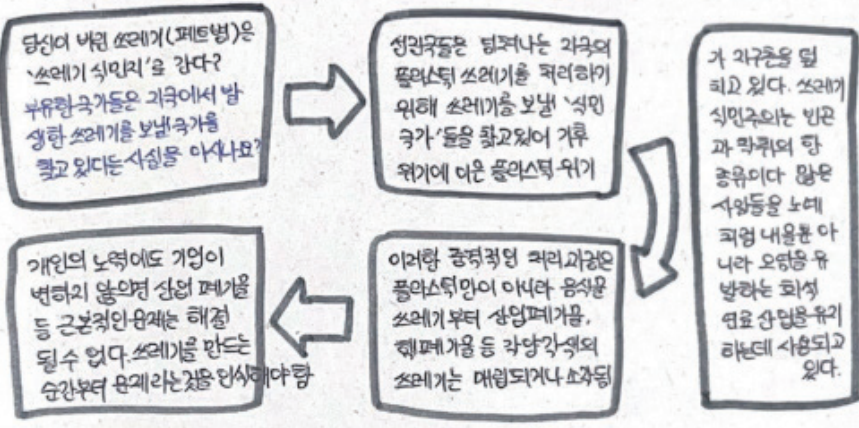 당신이 버린 쓰레기(페트병)은
'쓰레기 식민지'로 간다?
부유한 국가들은 자국에서 발
생한 쓰레기를 보낼 국가를
찾고 있다는 사실을 아시나요?
선진국들은 넘쳐나는 자국의
플라스틱 쓰레기를 처리하기
위해 쓰레기를 보낼 '식민
국가'들을 찾고있어 기후
위기에 이은 플라스틱 위기
가 지구촌을 덮
치고 있다. 쓰레기
식민주의는 빈곤
과 착취의 한
종류이다 많은
사람들을 노예
처럼 내몰뿐 아
니라 오염을 유
발하는 화석
연료 산업을 유지
하는데 사용되고
있다.
이러한 중적인 처리과정은
플라스틱만이 아니라 음식물
쓰레기부터 산업폐기물,
핵폐기물 등 각양각색의
쓰레기는 매립되거나 소각됨
개인의 노력에도 기업이
변하지 않으면 산업 폐기물
등 근본적인 문제는 해결
될 수 없다. 쓰레기를 만드는
순간부터 문제라는 것을 인식해야 함